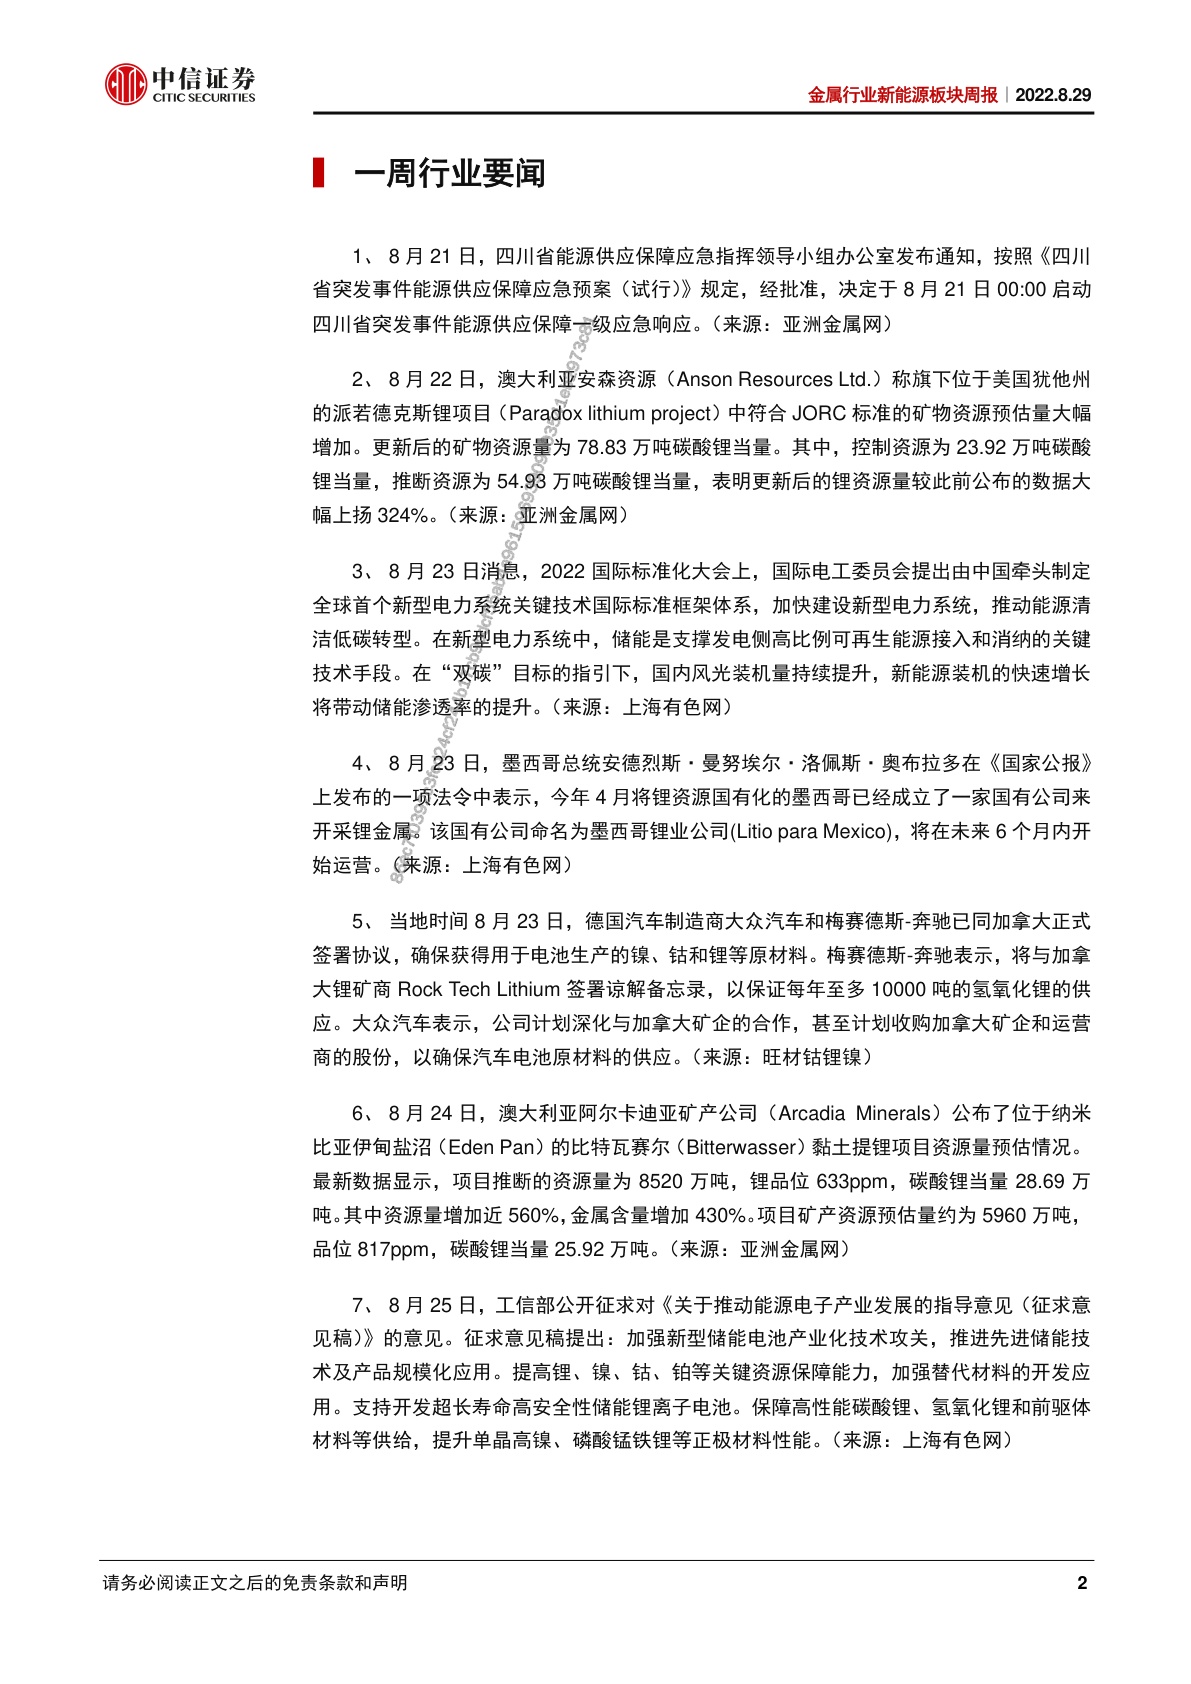 中信证券
CITIC SECURITIES
金属行业新能源板块周报｜2022.8.29
一周行业要闻
1、 8 月 21 日，四川省能源供应保障应急指挥领导小组办公室发布通知，按照《四川
省突发事件能源供应保障应急预案（试行）》规定，经批准，决定于 8 月 21 日 00:00 启动
四川省突发事件能源供应保障一级应急响应。（来源：亚洲金属网）
2、 8 月 22 日，澳大利亚安森资源（Anson Resources Ltd.）称旗下位于美国犹他州
的派若德克斯锂项目（Paradox lithium project）中符合 JORC 标准的矿物资源预估量大幅
增加。更新后的矿物资源量为 78.83 万吨碳酸锂当量。其中，控制资源为 23.92 万吨碳酸
锂当量，推断资源为 54.93 万吨碳酸锂当量，表明更新后的锂资源量较此前公布的数据大
幅上扬 324%。（来源：亚洲金属网）
3、 8 月 23 日消息，2022 国际标准化大会上，国际电工委员会提出由中国牵头制定
全球首个新型电力系统关键技术国际标准框架体系，加快建设新型电力系统，推动能源清
洁低碳转型。在新型电力系统中，储能是支撑发电侧高比例可再生能源接入和消纳的关键
技术手段。在“双碳”目标的指引下，国内风光装机量持续提升，新能源装机的快速增长
将带动储能渗透率的提升。（来源：上海有色网）
4、 8 月 23 日，墨西哥总统安德烈斯·曼努埃尔·洛佩斯·奥布拉多在《国家公报》
上发布的一项法令中表示，今年 4 月将锂资源国有化的墨西哥已经成立了一家国有公司来
开采锂金属。该国有公司命名为墨西哥锂业公司(Litio para Mexico)，将在未来 6 个月内开
始运营。（来源：上海有色网）
5、 当地时间 8 月 23 日，德国汽车制造商大众汽车和梅赛德斯-奔驰已同加拿大正式
签署协议，确保获得用于电池生产的镍、钴和锂等原材料。梅赛德斯-奔驰表示，将与加拿
大锂矿商 Rock Tech Lithium 签署谅解备忘录，以保证每年至多 10000 吨的氢氧化锂的供
应。大众汽车表示，公司计划深化与加拿大矿企的合作，甚至计划收购加拿大矿企和运营
商的股份，以确保汽车电池原材料的供应。（来源：旺材钴锂镍）
6、 8 月 24 日，澳大利亚阿尔卡迪亚矿产公司（Arcadia Minerals）公布了位于纳米
比亚伊甸盐沼（Eden Pan）的比特瓦赛尔（Bitterwasser）黏土提锂项目资源量预估情况。
最新数据显示，项目推断的资源量为 8520 万吨，锂品位 633ppm，碳酸锂当量 28.69 万
吨。其中资源量增加近 560%，金属含量增加 430%。项目矿产资源预估量约为 5960 万吨，
品位 817ppm，碳酸锂当量 25.92 万吨。（来源：亚洲金属网）
7、 8 月 25 日，工信部公开征求对《关于推动能源电子产业发展的指导意见（征求意
见稿）》的意见。征求意见稿提出：加强新型储能电池产业化技术攻关，推进先进储能技
术及产品规模化应用。提高锂、镍、钴、铂等关键资源保障能力，加强替代材料的开发应
用。支持开发超长寿命高安全性储能锂离子电池。保障高性能碳酸锂、氢氧化锂和前驱体
材料等供给，提升单晶高镍、磷酸锰铁锂等正极材料性能。（来源：上海有色网）
请务必阅读正文之后的免责条款和声明
2